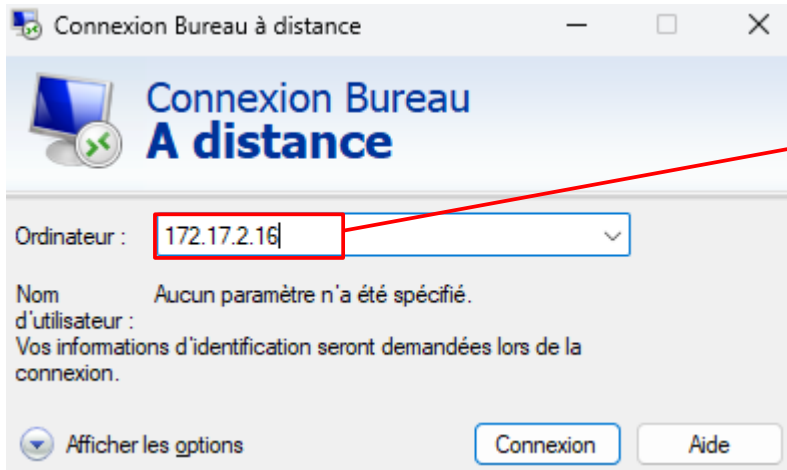 Connexion Bureau à distance
Connexion Bureau
A distance
Ordinateur :
172.17.2.16
Nom
d'utilisateur :
Aucun paramètre n'a été spécifié.
Vos informations d'identification seront demandées lors de la
connexion.
Afficher les options
Connexion
Aide